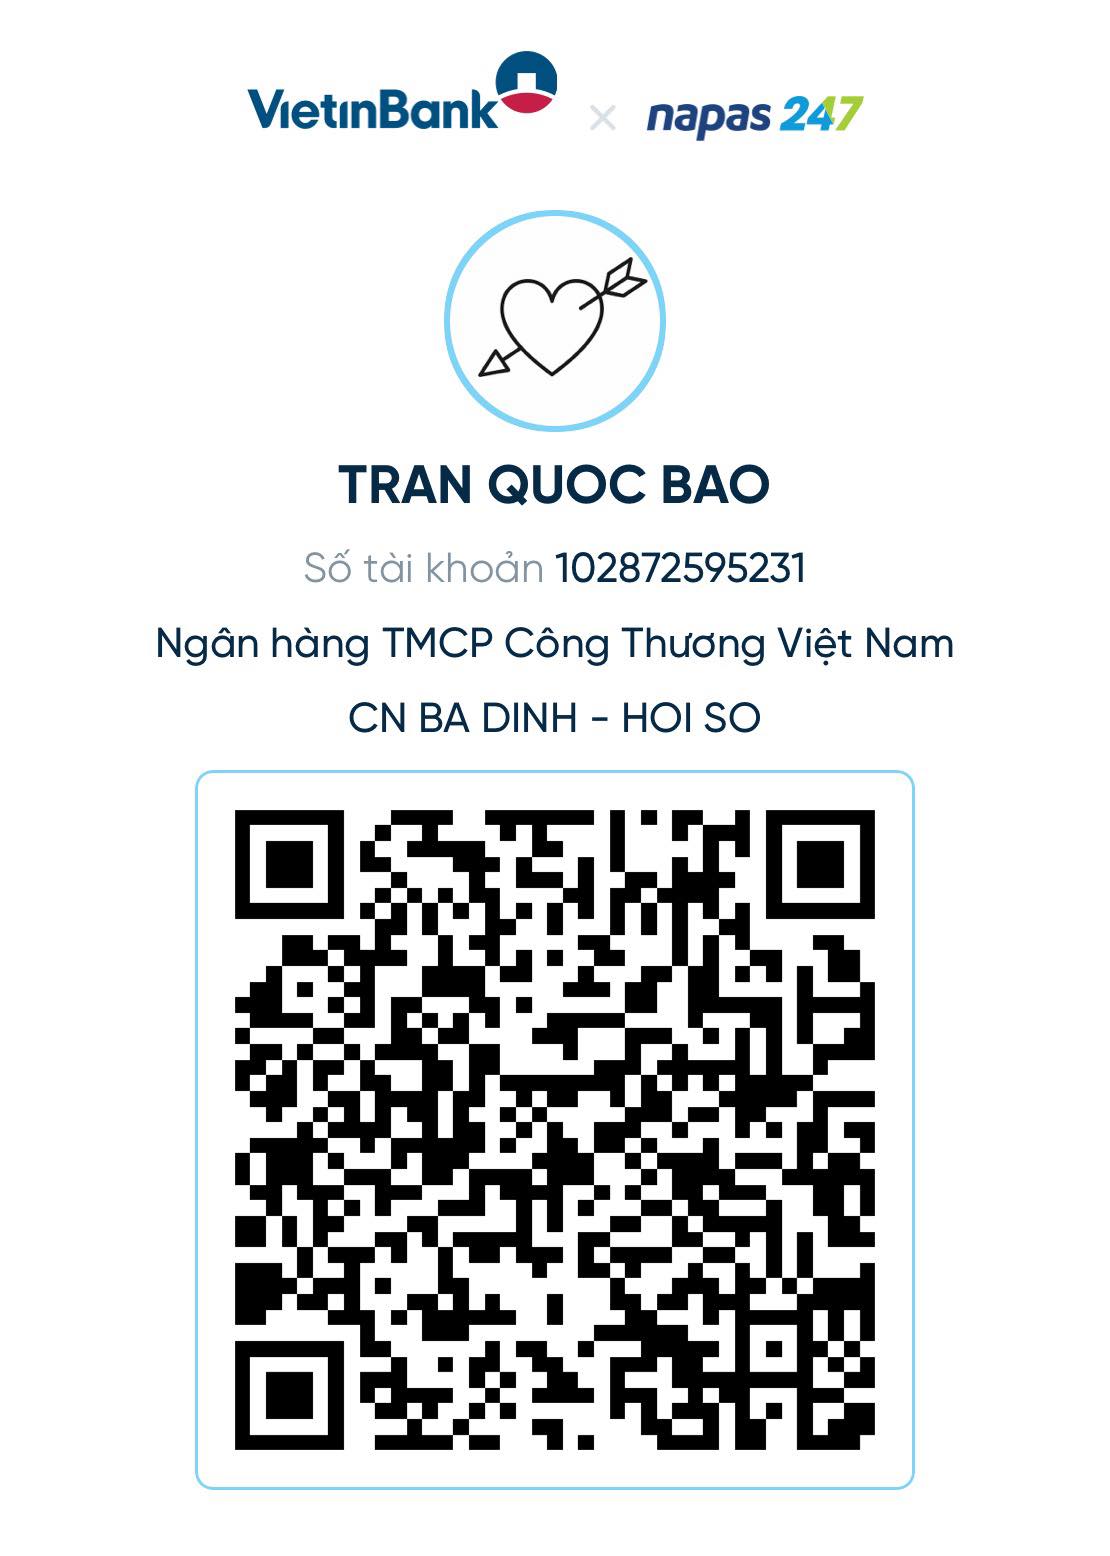 VietinBank × napas 247
TRAN QUOC BAO
Số tài khoản 102872595231
Ngân hàng TMCP Công Thương Việt Nam
CN BA DINH - HOI SO